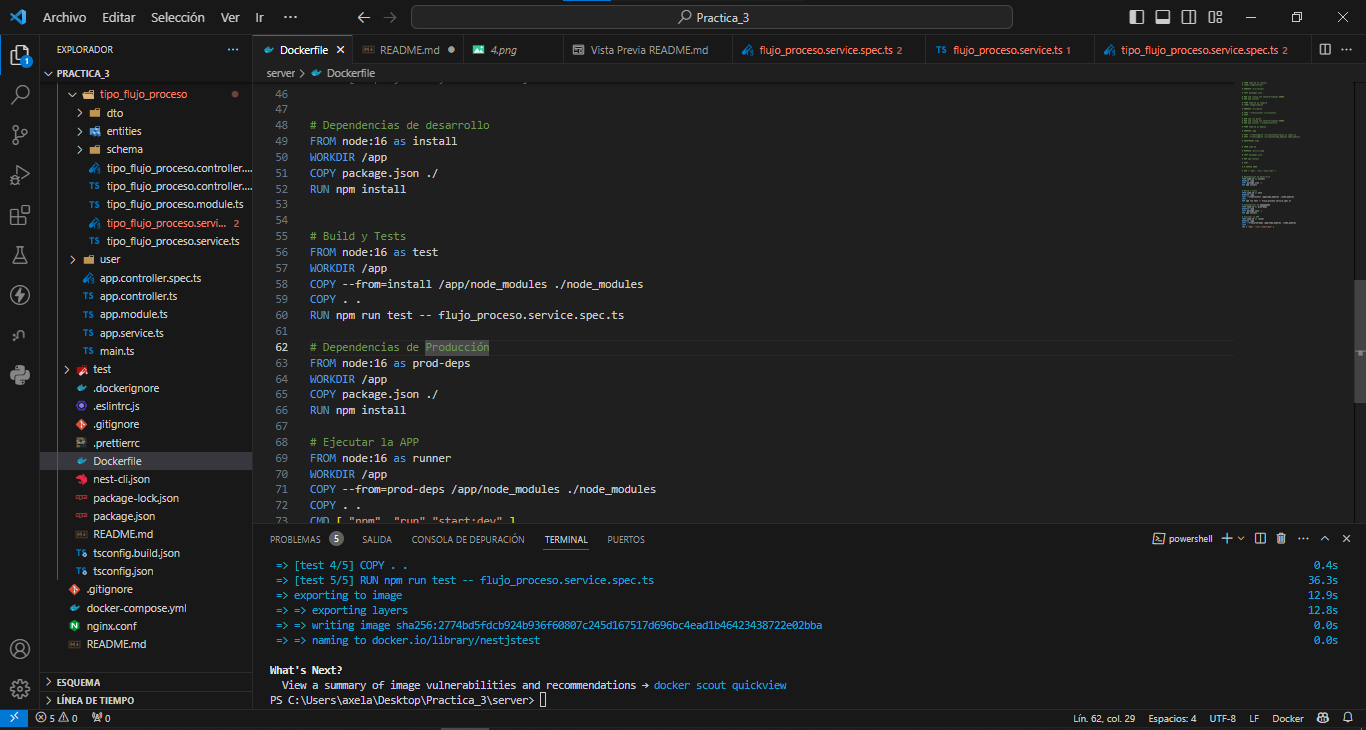 Archivo Editar Selección Ver Ir ··· Practica_3
EXPLORADOR ···
PRACTICA_3
tipo_flujo_proceso
dto
entities
schema
tipo_flujo_proceso.controller....
TS tipo_flujo_proceso.controller....
TS tipo_flujo_proceso.module.ts
tipo_flujo_proceso.servi... 2
TS tipo_flujo_proceso.service.ts
user
app.controller.spec.ts
TS app.controller.ts
TS app.module.ts
TS app.service.ts
TS main.ts
test
.dockerignore
.eslintrc.js
.gitignore
.prettierrc
Dockerfile
nest-cli.json
package-lock.json
package.json
README.md
tsconfig.build.json
tsconfig.json
.gitignore
docker-compose.yml
nginx.conf
README.md
ESQUEMA
LÍNEA DE TIEMPO
Dockerfile README.md 4.png Vista Previa README.md flujo_proceso.service.spec.ts 2 TS flujo_proceso.service.ts 1 tipo_flujo_proceso.service.spec.ts 2
server > Dockerfile
46
47
48 # Dependencias de desarrollo
49 FROM node:16 as install
50 WORKDIR /app
51 COPY package.json ./
52 RUN npm install
53
54
55 # Build y Tests
56 FROM node:16 as test
57 WORKDIR /app
58 COPY --from=install /app/node_modules ./node_modules
59 COPY . .
60 RUN npm run test -- flujo_proceso.service.spec.ts
61
62 # Dependencias de Producción
63 FROM node:16 as prod-deps
64 WORKDIR /app
65 COPY package.json ./
66 RUN npm install
67
68 # Ejecutar la APP
69 FROM node:16 as runner
70 WORKDIR /app
71 COPY --from=prod-deps /app/node_modules ./node_modules
72 COPY . .
73 CMD [ "npm", "run" "start:dev" ]
PROBLEMAS 5 SALIDA CONSOLA DE DEPURACIÓN TERMINAL PUERTOS powershell
=> [test 4/5] COPY . . 0.4s
=> [test 5/5] RUN npm run test -- flujo_proceso.service.spec.ts 36.3s
=> exporting to image 12.9s
=> => exporting layers 12.8s
=> => writing image sha256:2774bd5fdcb924b936f60807c245d167517d696bc4ead1b46423438722e02bba 0.0s
=> => naming to docker.io/library/nestjstest 0.0s
What's Next?
View a summary of image vulnerabilities and recommendations → docker scout quickview
PS C:\Users\axela\Desktop\Practica_3\server>
5 0 0 Lín. 62, col. 29 Espacios: 4 UTF-8 LF Docker